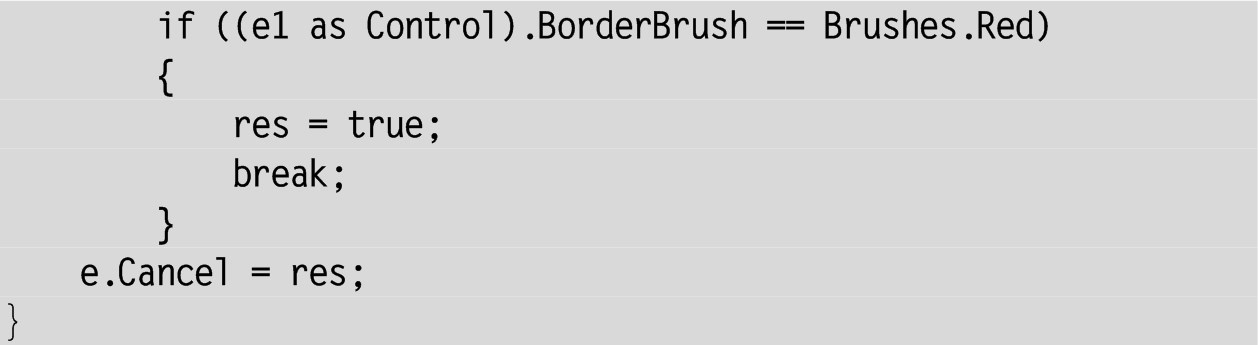 if ((e1 as Control).BorderBrush == Brushes.Red)
{
res = true;
break;
}
e.Cancel = res;
}